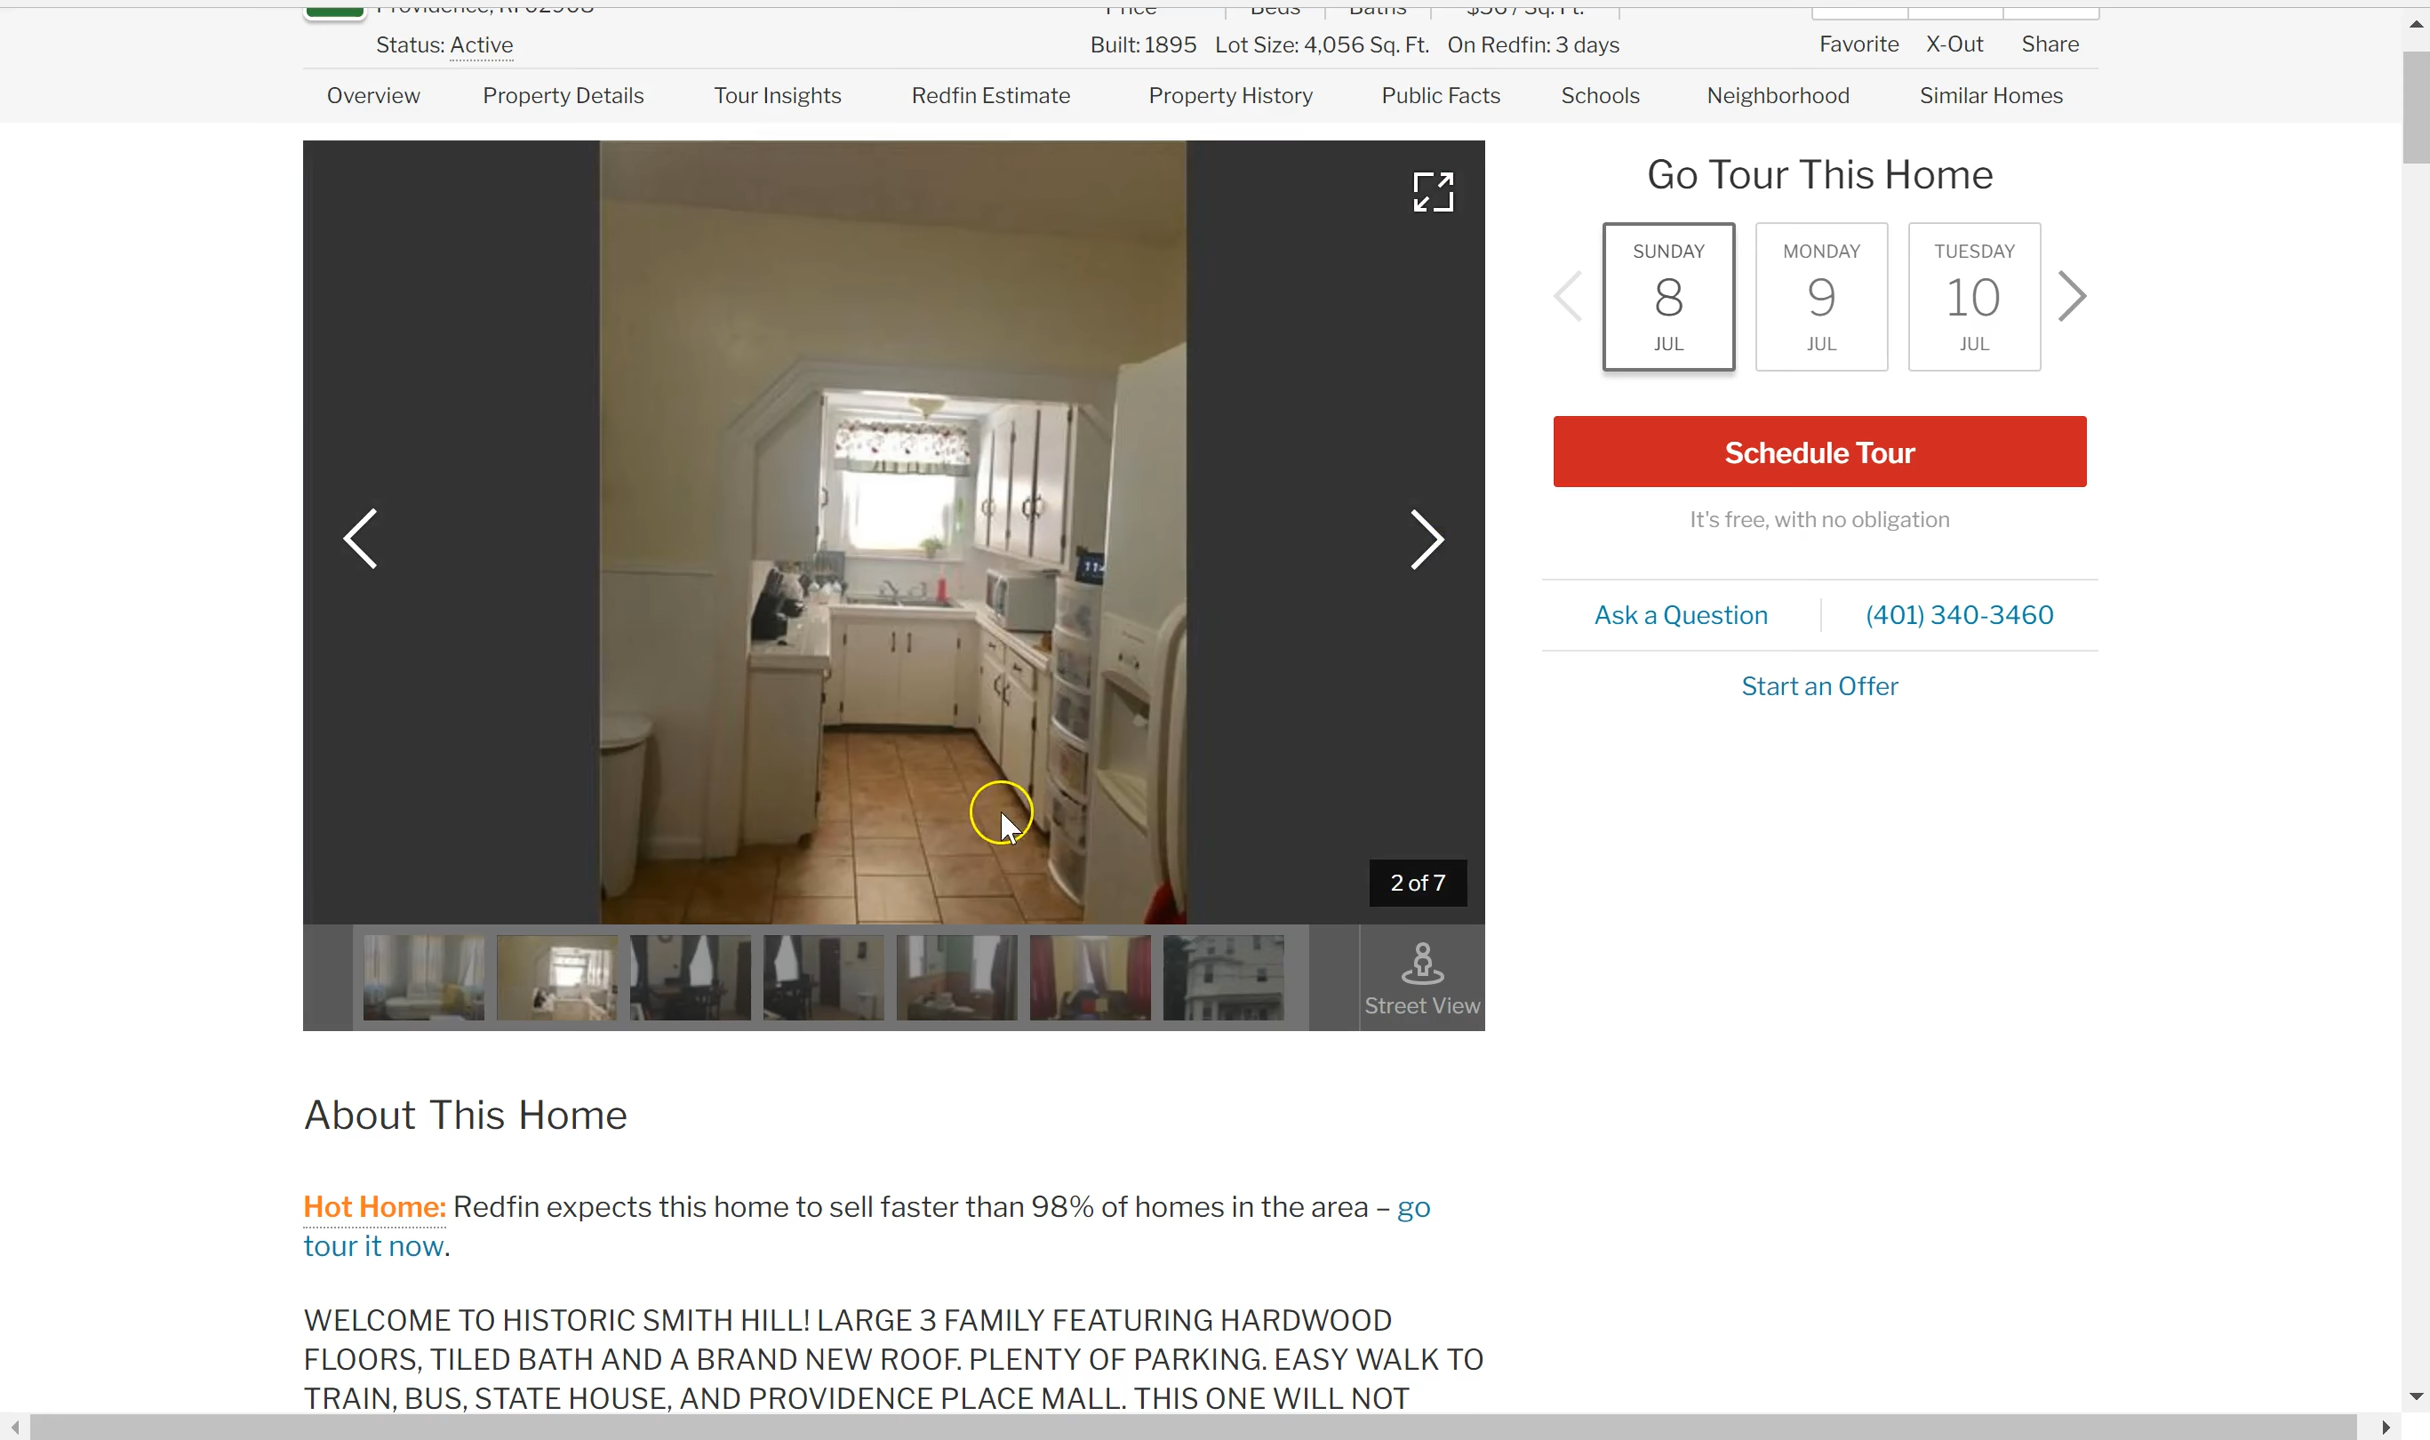 Status: Active
Built: 1895 Lot Size: 4,056 Sq. Ft. On Redfin: 3 days
Favorite X-Out Share
Overview Property Details Tour Insights Redfin Estimate Property History Public Facts Schools Neighborhood Similar Homes
Go Tour This Home
SUNDAY MONDAY TUESDAY
8 9 10
JUL JUL JUL
Schedule Tour
It's free, with no obligation
Ask a Question (401) 340-3460
Start an Offer
2 of 7
Street View
About This Home
Hot Home: Redfin expects this home to sell faster than 98% of homes in the area – go
tour it now.
WELCOME TO HISTORIC SMITH HILL! LARGE 3 FAMILY FEATURING HARDWOOD
FLOORS, TILED BATH AND A BRAND NEW ROOF. PLENTY OF PARKING. EASY WALK TO
TRAIN, BUS, STATE HOUSE, AND PROVIDENCE PLACE MALL. THIS ONE WILL NOT